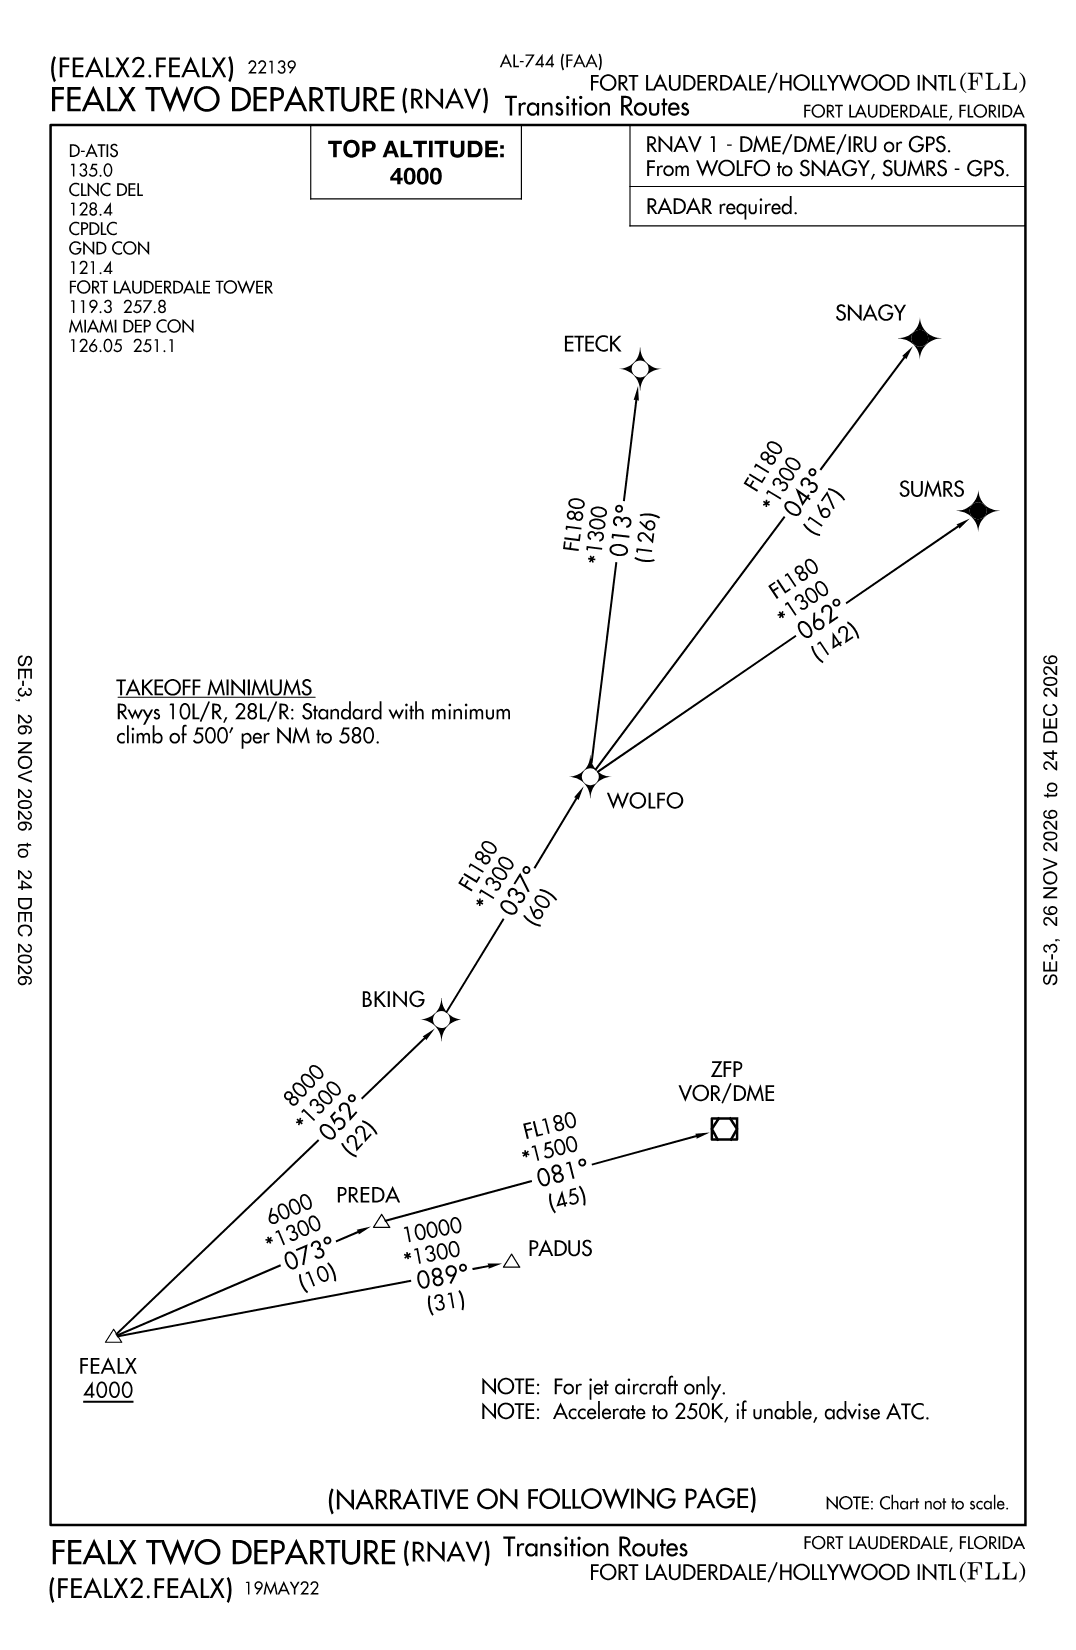 (FEALX2.FEALX) 22139
AL-744 (FAA)
FORT LAUDERDALE/HOLLYWOOD INTL (FLL)
FEALX TWO DEPARTURE (RNAV) Transition Routes
FORT LAUDERDALE, FLORIDA
D-ATIS
135.0
CLNC DEL
128.4
CPDLC
GND CON
121.4
FORT LAUDERDALE TOWER
119.3 257.8
MIAMI DEP CON
126.05 251.1
TOP ALTITUDE:
4000
RNAV 1 - DME/DME/IRU or GPS.
From WOLFO to SNAGY, SUMRS - GPS.
RADAR required.
SNAGY
ETECK
FL180
*1300
043°
(167)
SUMRS
FL180
*1300
013°
(126)
FL180
*1300
062°
(142)
TAKEOFF MINIMUMS
Rwys 10L/R, 28L/R: Standard with minimum
climb of 500' per NM to 580.
WOLFO
FL180
*1300
037°
(60)
BKING
8000
*1300
052°
(22)
ZFP
VOR/DME
FL180
*1500
081°
(45)
PREDA
6000
*1300
073°
(10)
10000
*1300
089°
(31)
PADUS
FEALX
4000
NOTE: For jet aircraft only.
NOTE: Accelerate to 250K, if unable, advise ATC.
(NARRATIVE ON FOLLOWING PAGE)
NOTE: Chart not to scale.
SE-3, 26 NOV 2026 to 24 DEC 2026
SE-3, 26 NOV 2026 to 24 DEC 2026
FEALX TWO DEPARTURE (RNAV) Transition Routes
FORT LAUDERDALE, FLORIDA
FORT LAUDERDALE/HOLLYWOOD INTL (FLL)
(FEALX2.FEALX) 19MAY22